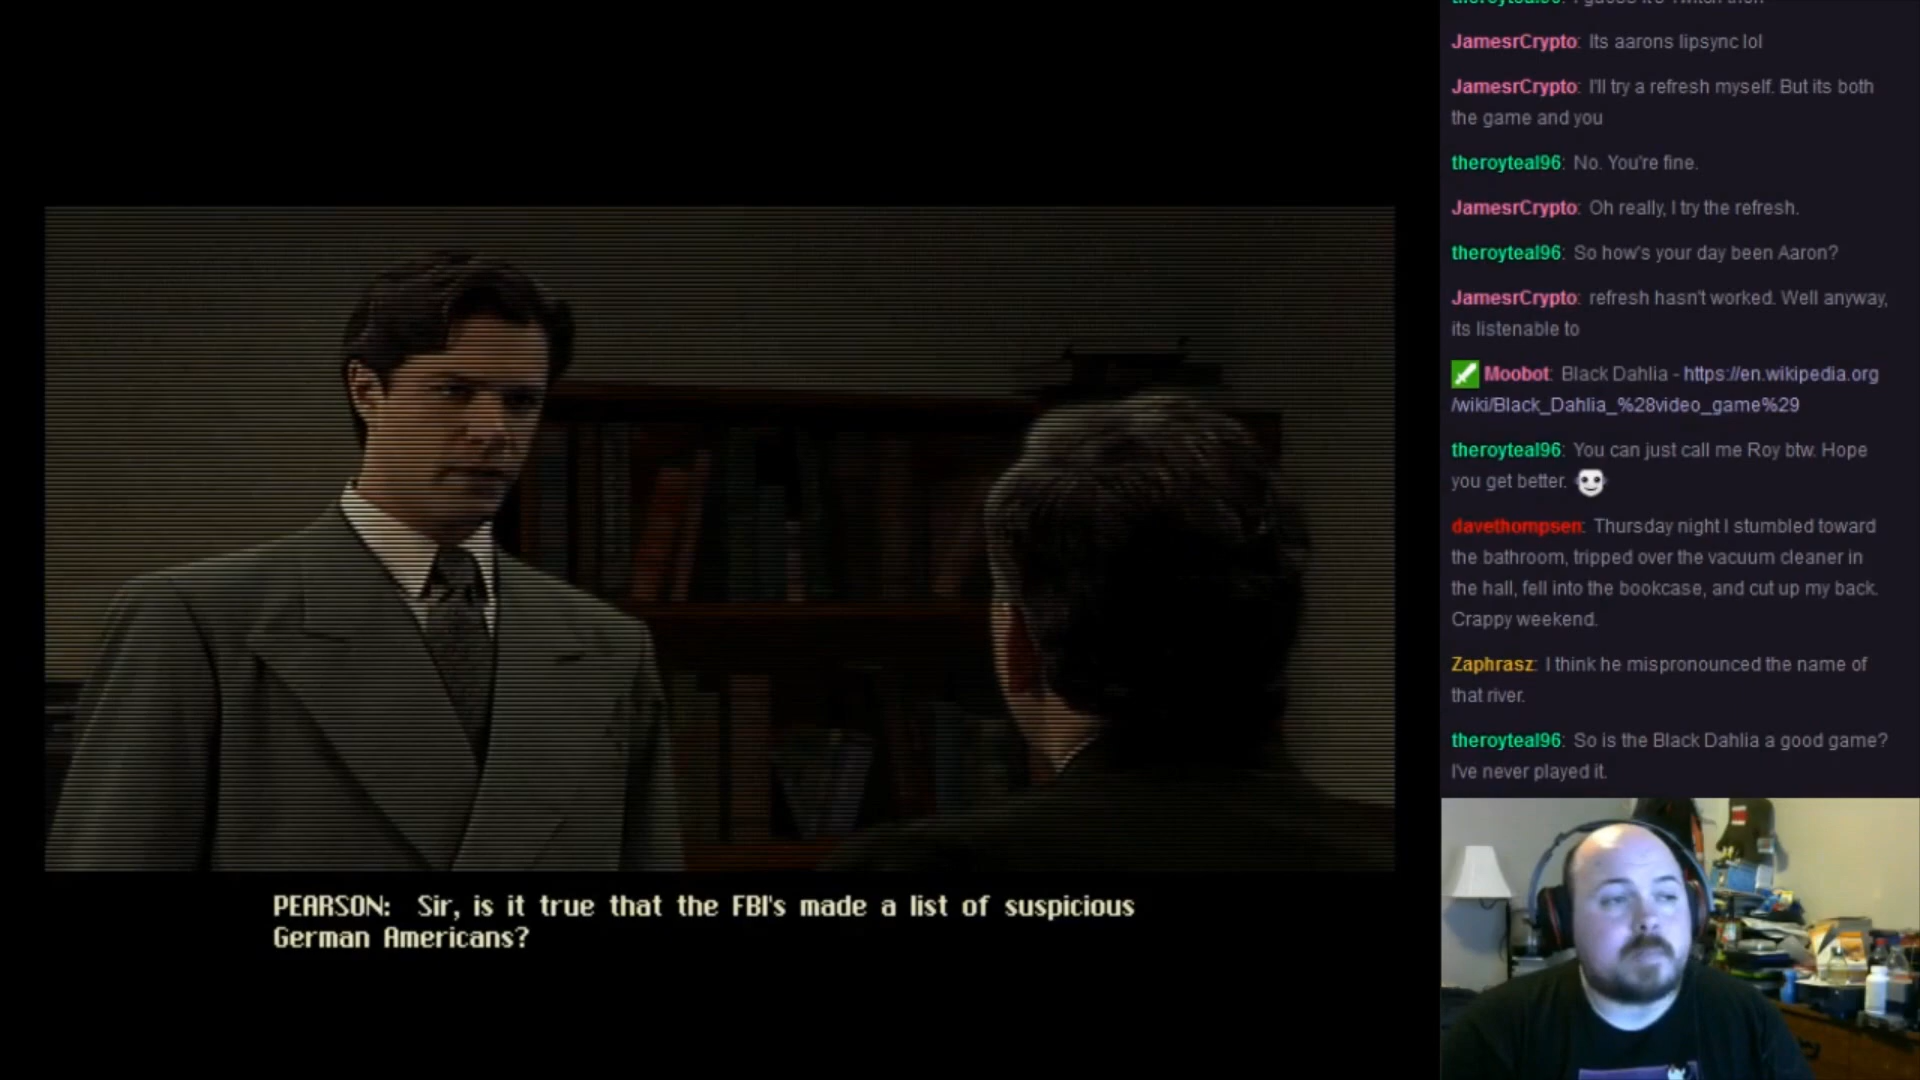 PEARSON: Sir, is it true that the FBI's made a list of suspicious
German Americans?
JamesrCrypto: Its aarons lipsync lol
JamesrCrypto: I'll try a refresh myself. But its both
the game and you
theroyteal96: No. You're fine.
JamesrCrypto: Oh really, I try the refresh.
theroyteal96: So how's your day been Aaron?
JamesrCrypto: refresh hasn't worked. Well anyway,
its listenable to
Moobot: Black Dahlia - https://en.wikipedia.org
/wiki/Black_Dahlia_%28video_game%29
theroyteal96: You can just call me Roy btw. Hope
you get better.
davethompsen: Thursday night I stumbled toward
the bathroom, tripped over the vacuum cleaner in
the hall, fell into the bookcase, and cut up my back.
Crappy weekend.
Zaphrasz: I think he mispronounced the name of
that river.
theroyteal96: So is the Black Dahlia a good game?
I've never played it.